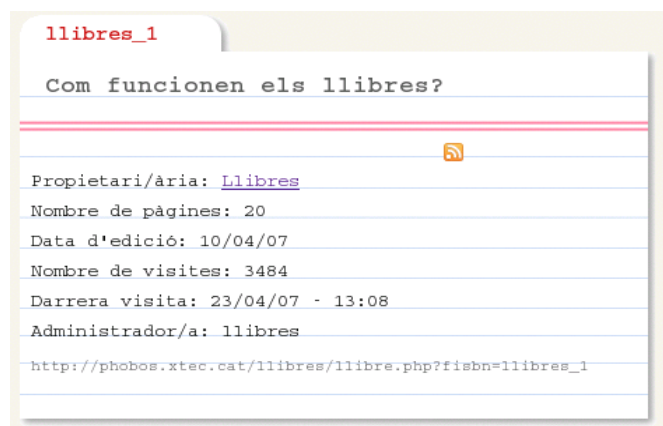 llibres_1
Com funcionen els llibres?
Propietari/ària: Llibres
Nombre de pàgines: 20
Data d'edició: 10/04/07
Nombre de visites: 3484
Darrera visita: 23/04/07 - 13:08
Administrador/a: llibres
http://phobos.xtec.cat/llibres/llibre.php?fisbn=llibres_1